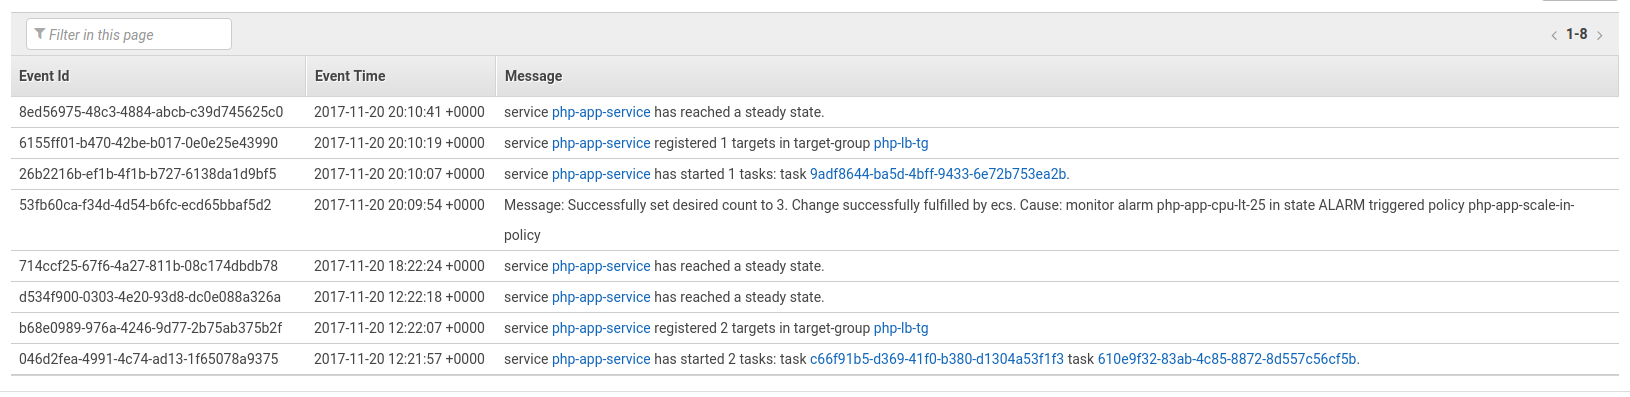 Filter in this page
1-8
Event Id Event Time Message
8ed56975-48c3-4884-abcb-c39d745625c0 2017-11-20 20:10:41 +0000 service php-app-service has reached a steady state.
6155ff01-b470-42be-b017-0e0e25e43990 2017-11-20 20:10:19 +0000 service php-app-service registered 1 targets in target-group php-lb-tg
26b2216b-ef1b-4f1b-b727-6138da1d9bf5 2017-11-20 20:10:07 +0000 service php-app-service has started 1 tasks: task 9adf8644-ba5d-4bff-9433-6e72b753ea2b.
53fb60ca-f34d-4d54-b6fc-ecd65bbaf5d2 2017-11-20 20:09:54 +0000 Message: Successfully set desired count to 3. Change successfully fulfilled by ecs. Cause: monitor alarm php-app-cpu-lt-25 in state ALARM triggered policy php-app-scale-in-
policy
714ccf25-67f6-4a27-811b-08c174dbdb78 2017-11-20 18:22:24 +0000 service php-app-service has reached a steady state.
d534f900-0303-4e20-93d8-dc0e088a326a 2017-11-20 12:22:18 +0000 service php-app-service has reached a steady state.
b68e0989-976a-4246-9d77-2b75ab375b2f 2017-11-20 12:22:07 +0000 service php-app-service registered 2 targets in target-group php-lb-tg
046d2fea-4991-4c74-ad13-1f65078a9375 2017-11-20 12:21:57 +0000 service php-app-service has started 2 tasks: task c66f91b5-d369-41f0-b380-d1304a53f1f3 task 610e9f32-83ab-4c85-8872-8d557c56cf5b.